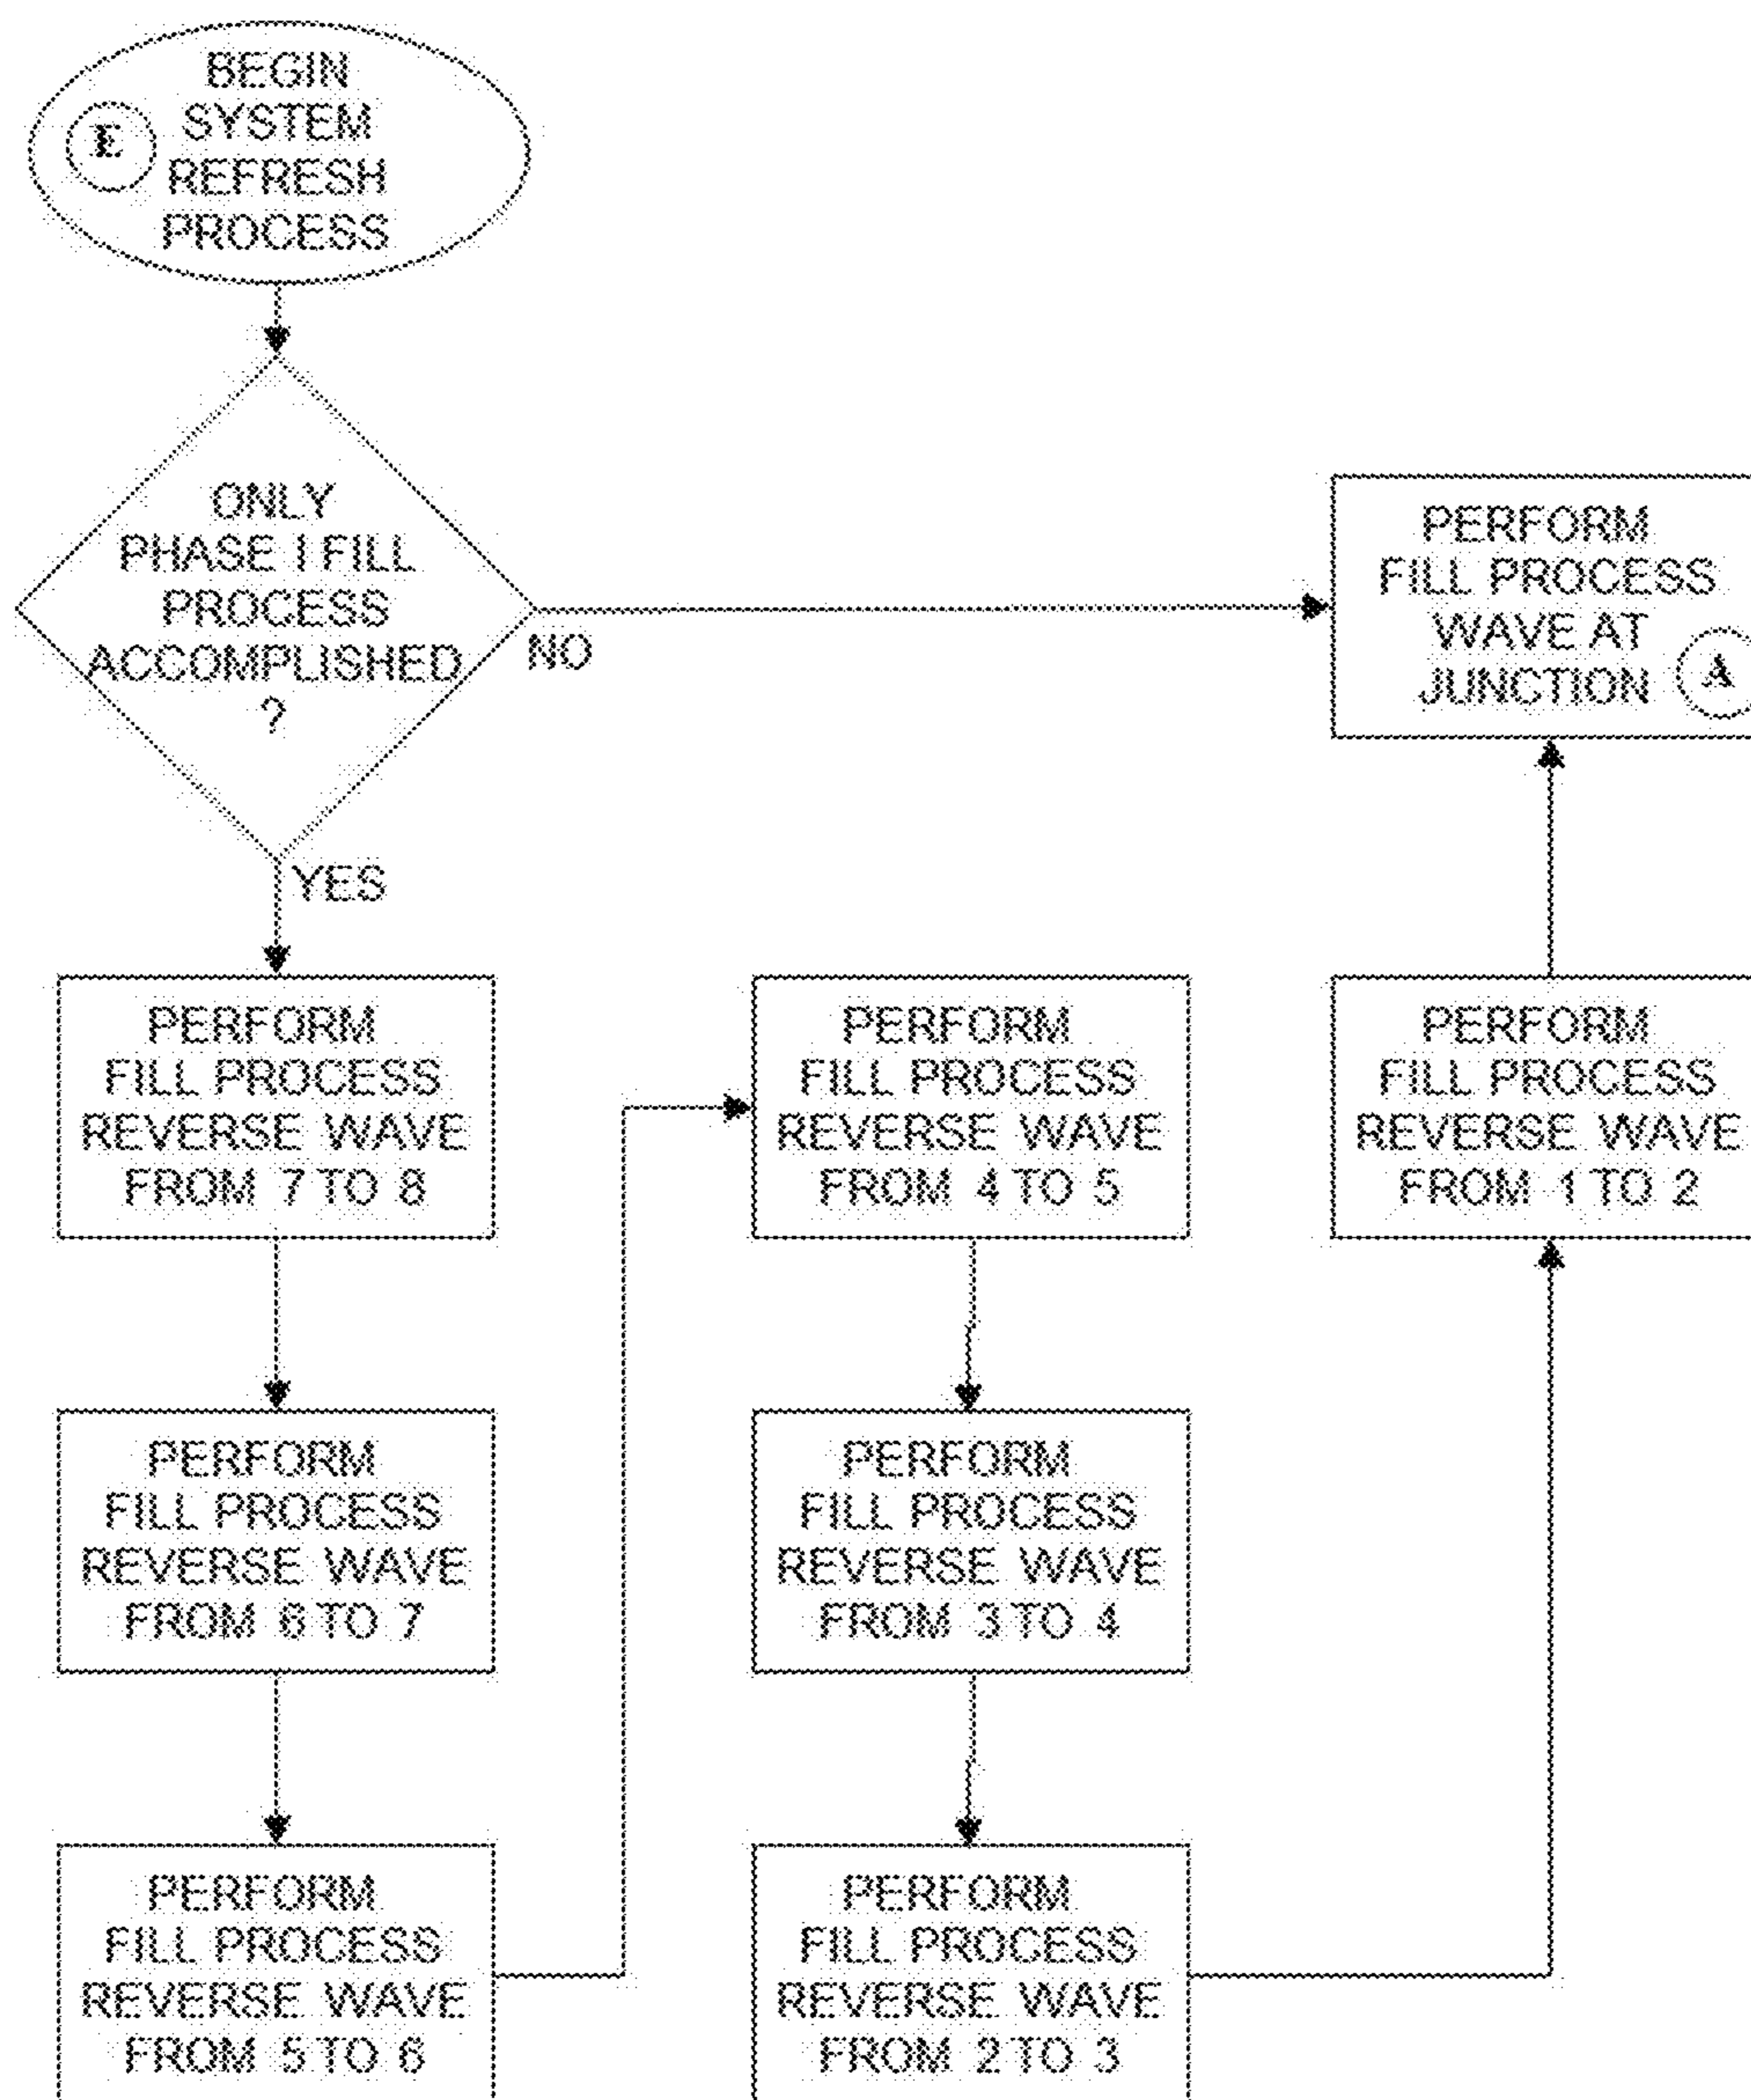 BEGIN
SYSTEM
E
REFRESH
PROCESS
ONLY
PHASE I FILL
PROCESS
ACCOMPLISHED
?
NO
YES
PERFORM
FILL PROCESS
WAVE AT
JUNCTION
A
PERFORM
FILL PROCESS
REVERSE WAVE
FROM 7 TO 8
PERFORM
FILL PROCESS
REVERSE WAVE
FROM 6 TO 7
PERFORM
FILL PROCESS
REVERSE WAVE
FROM 5 TO 6
PERFORM
FILL PROCESS
REVERSE WAVE
FROM 4 TO 5
PERFORM
FILL PROCESS
REVERSE WAVE
FROM 3 TO 4
PERFORM
FILL PROCESS
REVERSE WAVE
FROM 2 TO 3
PERFORM
FILL PROCESS
REVERSE WAVE
FROM 1 TO 2